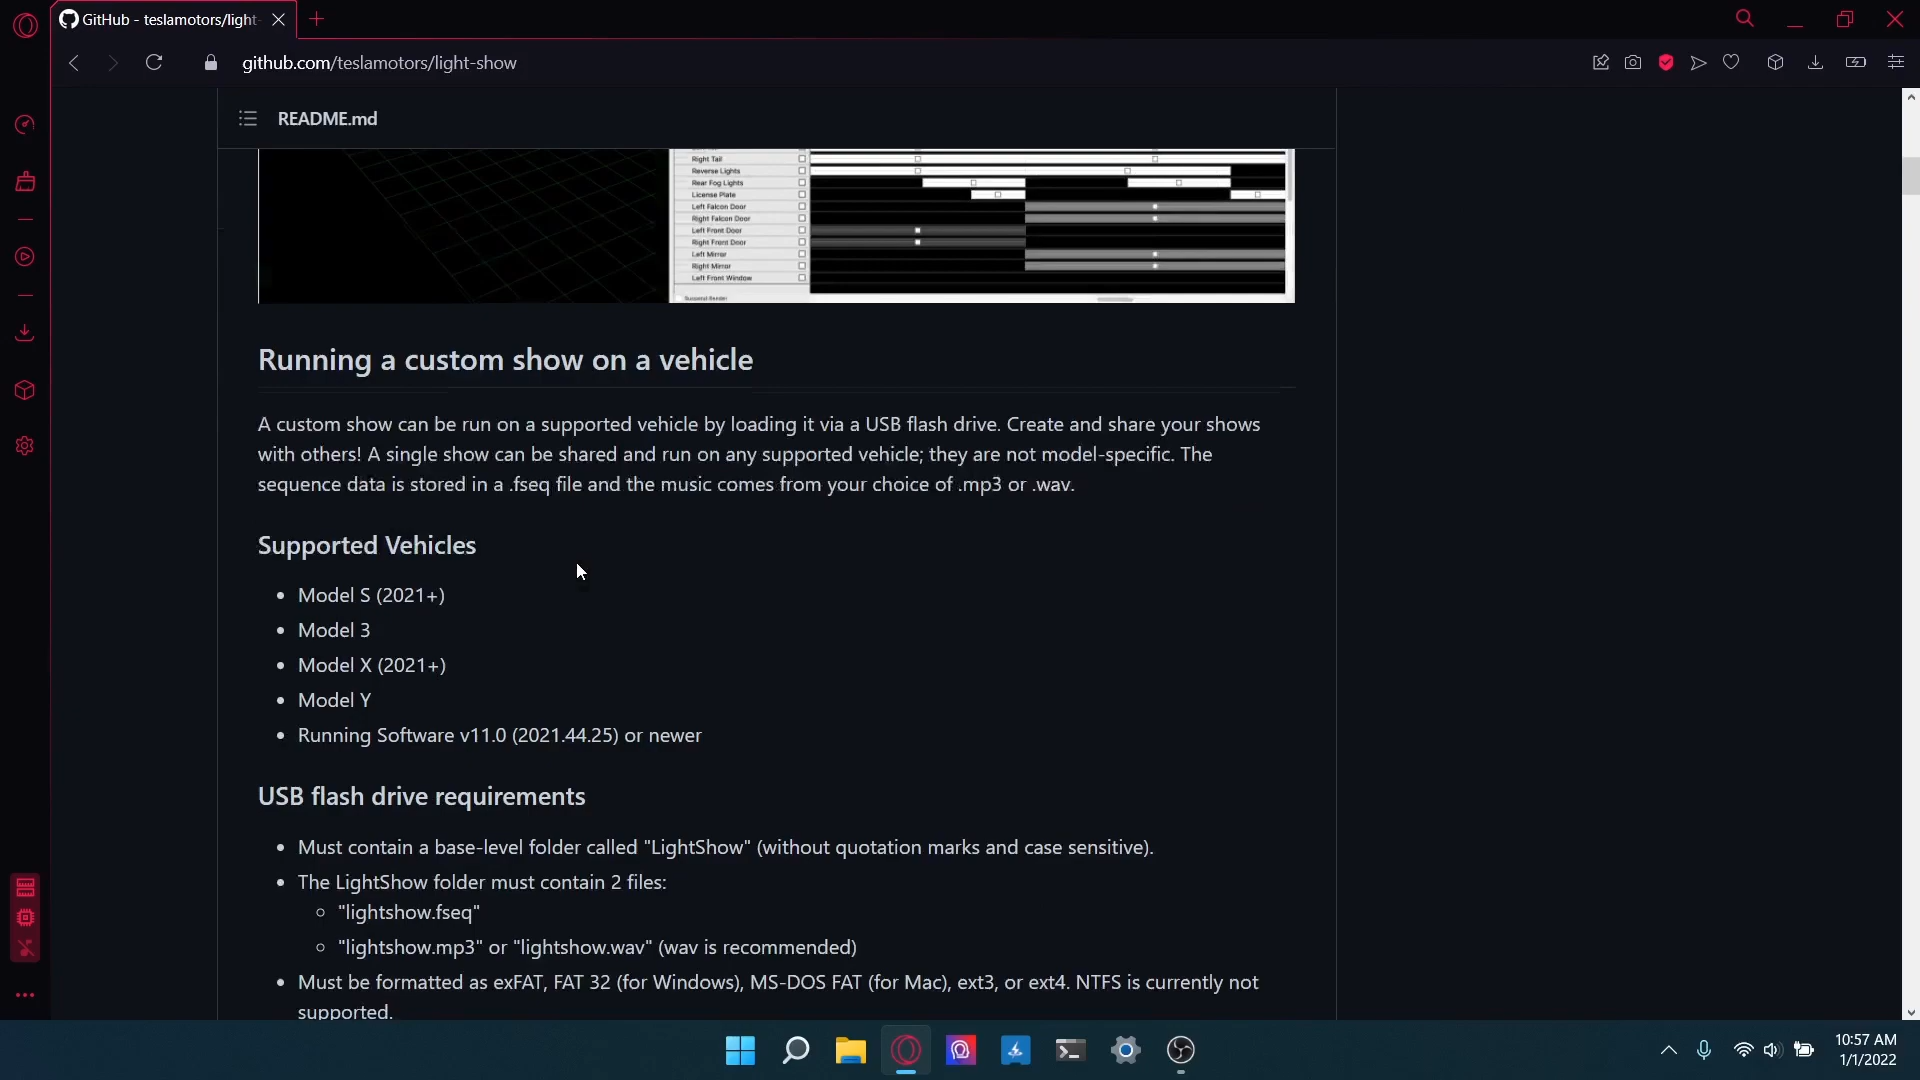 GitHub - teslamotors/light-
github.com/teslamotors/light-show
README.md
Right Tail
Reverse Lights
Rear Fog Lights
License Plate
Left Falcon Door
Right Falcon Door
Left Front Door
Right Front Door
Left Mirror
Right Mirror
Left Front Window
Running a custom show on a vehicle
A custom show can be run on a supported vehicle by loading it via a USB flash drive. Create and share your shows
with others! A single show can be shared and run on any supported vehicle; they are not model-specific. The
sequence data is stored in a .fseq file and the music comes from your choice of .mp3 or .wav.
Supported Vehicles
• Model S (2021+)
• Model 3
• Model X (2021+)
• Model Y
• Running Software v11.0 (2021.44.25) or newer
USB flash drive requirements
• Must contain a base-level folder called "LightShow" (without quotation marks and case sensitive).
• The LightShow folder must contain 2 files:
○ "lightshow.fseq"
○ "lightshow.mp3" or "lightshow.wav" (wav is recommended)
• Must be formatted as exFAT, FAT 32 (for Windows), MS-DOS FAT (for Mac), ext3, or ext4. NTFS is currently not
supported.
10:57 AM
1/1/2022